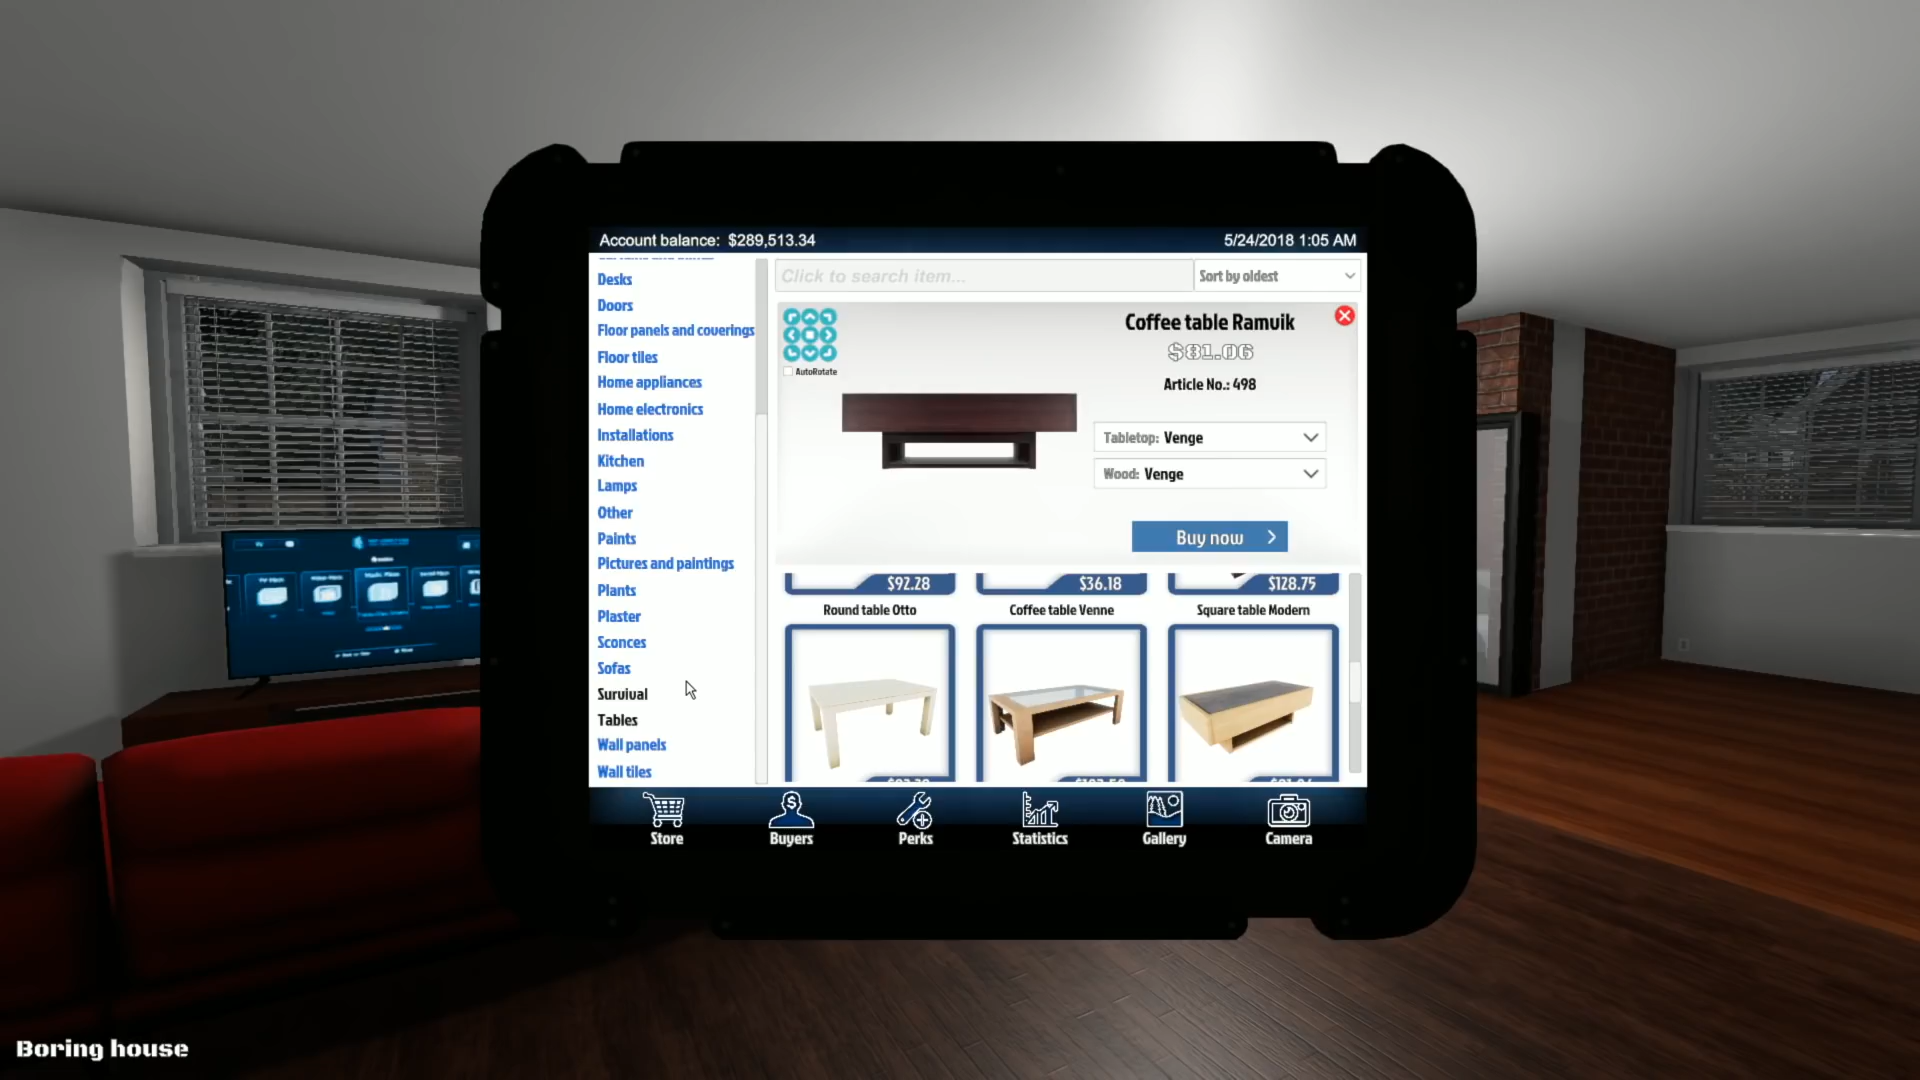 Account balance: $289,513.34
5/24/2018 1:05 AM
Desks
Doors
Floor panels and coverings
Floor tiles
Home appliances
Home electronics
Installations
Kitchen
Lamps
Other
Paints
Pictures and paintings
Plants
Plaster
Sconces
Sofas
Survival
Tables
Wall panels
Wall tiles
Click to search item...
Sort by oldest
AutoRotate
Coffee table Ramvik
$81.06
Article No.: 498
Tabletop: Venge
Wood: Venge
Buy now
$92.28
$36.18
$128.75
Round table Otto
Coffee table Venne
Square table Modern
Store
Buyers
Perks
Statistics
Gallery
Camera
Boring house